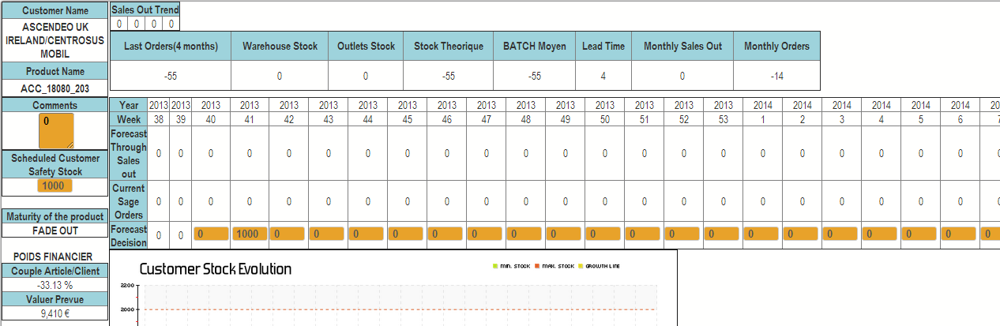 Customer Name
ASCENDEO UK
IRELAND/CENTROSUS
MOBIL
Product Name
ACC_18080_203
Comments
0
Scheduled Customer
Safety Stock
1000
Maturity of the product
FADE OUT
POIDS FINANCIER
Couple Article/Client
-33.13 %
Valuer Prevue
9,410 €
Sales Out Trend
0 0 0 0
Last Orders(4 months) Warehouse Stock Outlets Stock Stock Theorique BATCH Moyen Lead Time Monthly Sales Out Monthly Orders
-55 0 0 -55 -55 4 0 -14
Year 2013 2013 2013 2013 2013 2013 2013 2013 2013 2013 2013 2013 2013 2013 2013 2014 2014 2014 2014 2014 2014 20
Week 38 39 40 41 42 43 44 45 46 47 48 49 50 51 52 53 1 2 3 4 5 6 7
Forecast
Through
Sales
out
0 0 0 0 0 0 0 0 0 0 0 0 0 0 0 0 0 0 0 0 0 0 0
Current
Sage
Orders
0 0 0 0 0 0 0 0 0 0 0 0 0 0 0 0 0 0 0 0 0 0 0
Forecast
Decision
0 0 0 1000 0 0 0 0 0 0 0 0 0 0 0 0 0 0 0 0 0 0 0
Customer Stock Evolution
MIN. STOCK MAX. STOCK GROWTH LINE
2200
2000